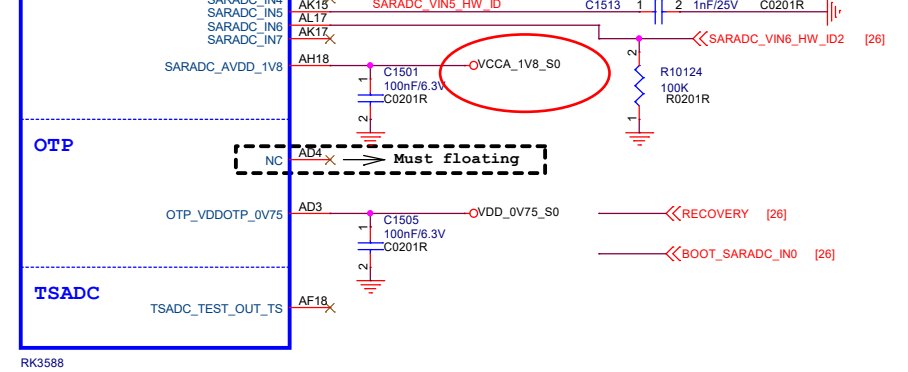 SARADC_IN4
SARADC_IN5 AK15 SARADC_VIN5_HW_ID C1513 1 2 1nF/25V C0201R
SARADC_IN6 AL17
SARADC_IN7 AK17 SARADC_VIN6_HW_ID2 [26]
SARADC_AVDD_1V8 AH18 VCCA_1V8_S0
1 C1501
100nF/6.3V
C0201R
2
2 R10124
100K
R0201R
1
OTP
NC AD4 Must floating
OTP_VDDOTP_0V75 AD3 VDD_0V75_S0 RECOVERY [26]
1 C1505
100nF/6.3V
C0201R
2
BOOT_SARADC_IN0 [26]
TSADC
TSADC_TEST_OUT_TS AF18
RK3588